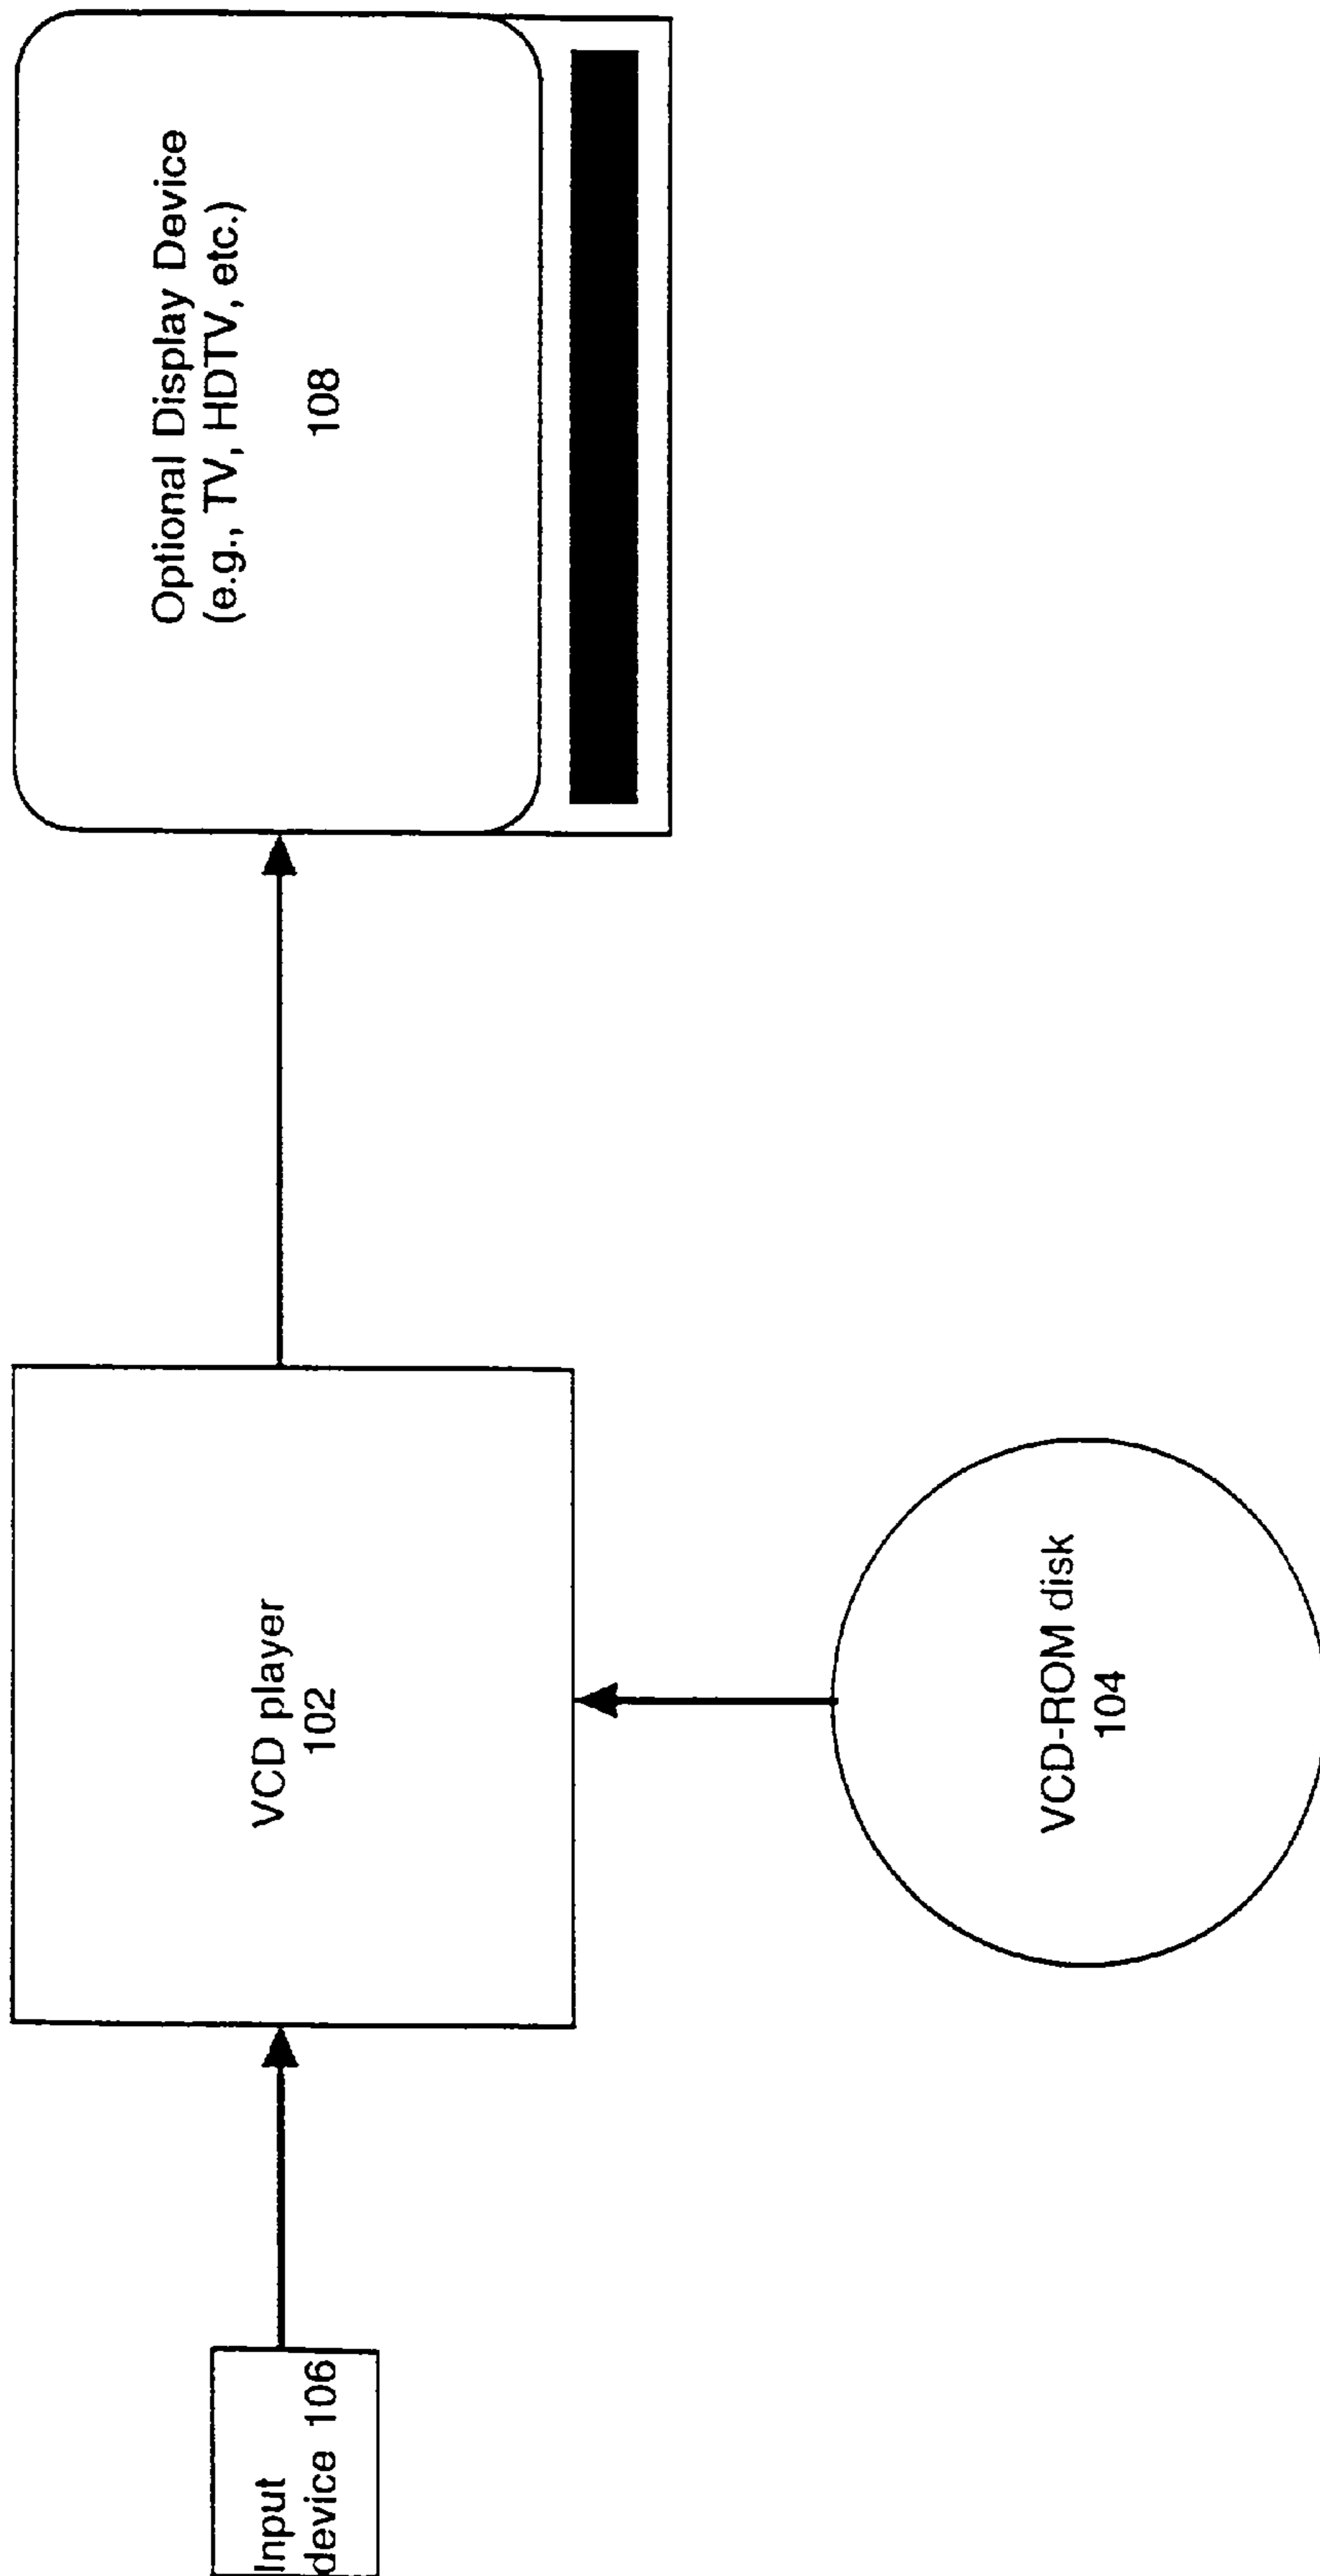 Input
device 106
VCD player
102
Optional Display Device
(e.g., TV, HDTV, etc.)
108
VCD-ROM disk
104